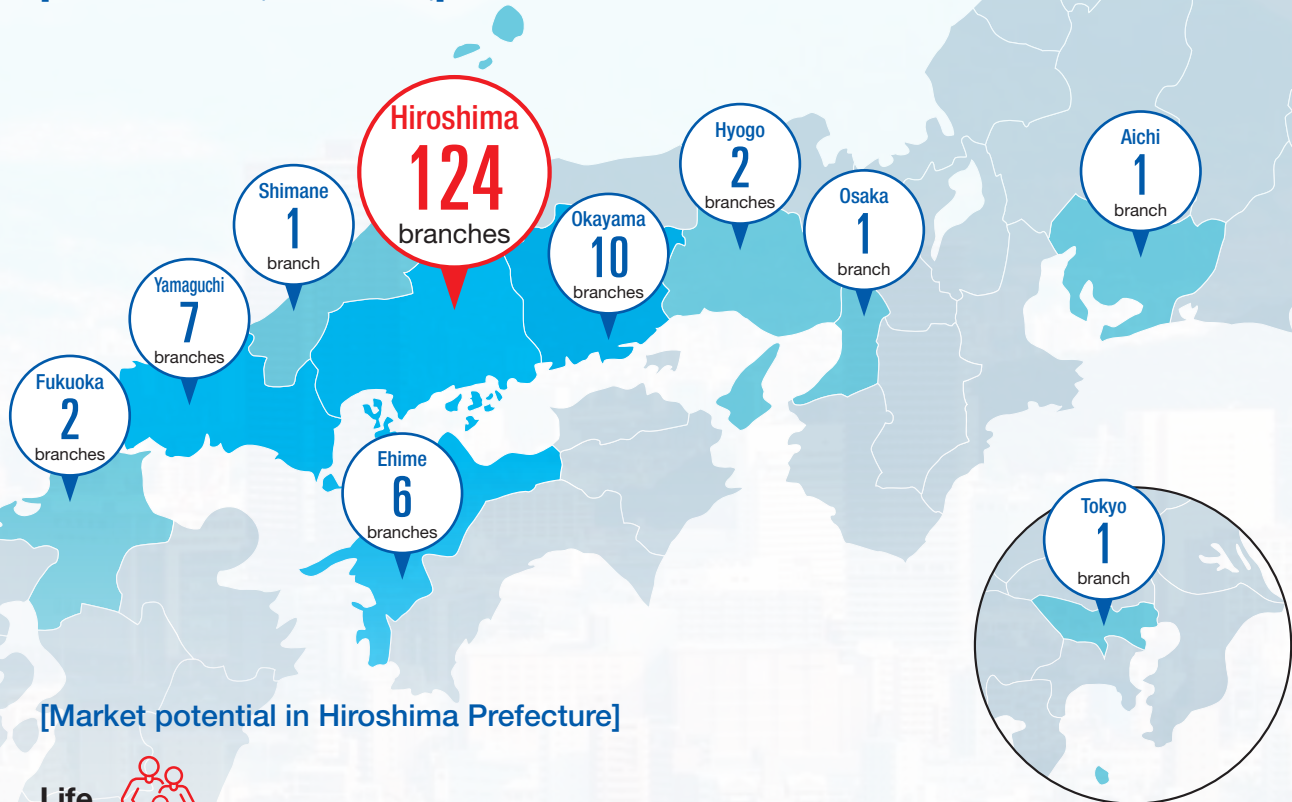 Hiroshima
124
branches
Hyogo
2
branches
Aichi
1
branch
Shimane
1
branch
Osaka
1
branch
Okayama
10
branches
Yamaguchi
7
branches
Fukuoka
2
branches
Ehime
6
branches
Tokyo
1
branch
[Market potential in Hiroshima Prefecture]
Life